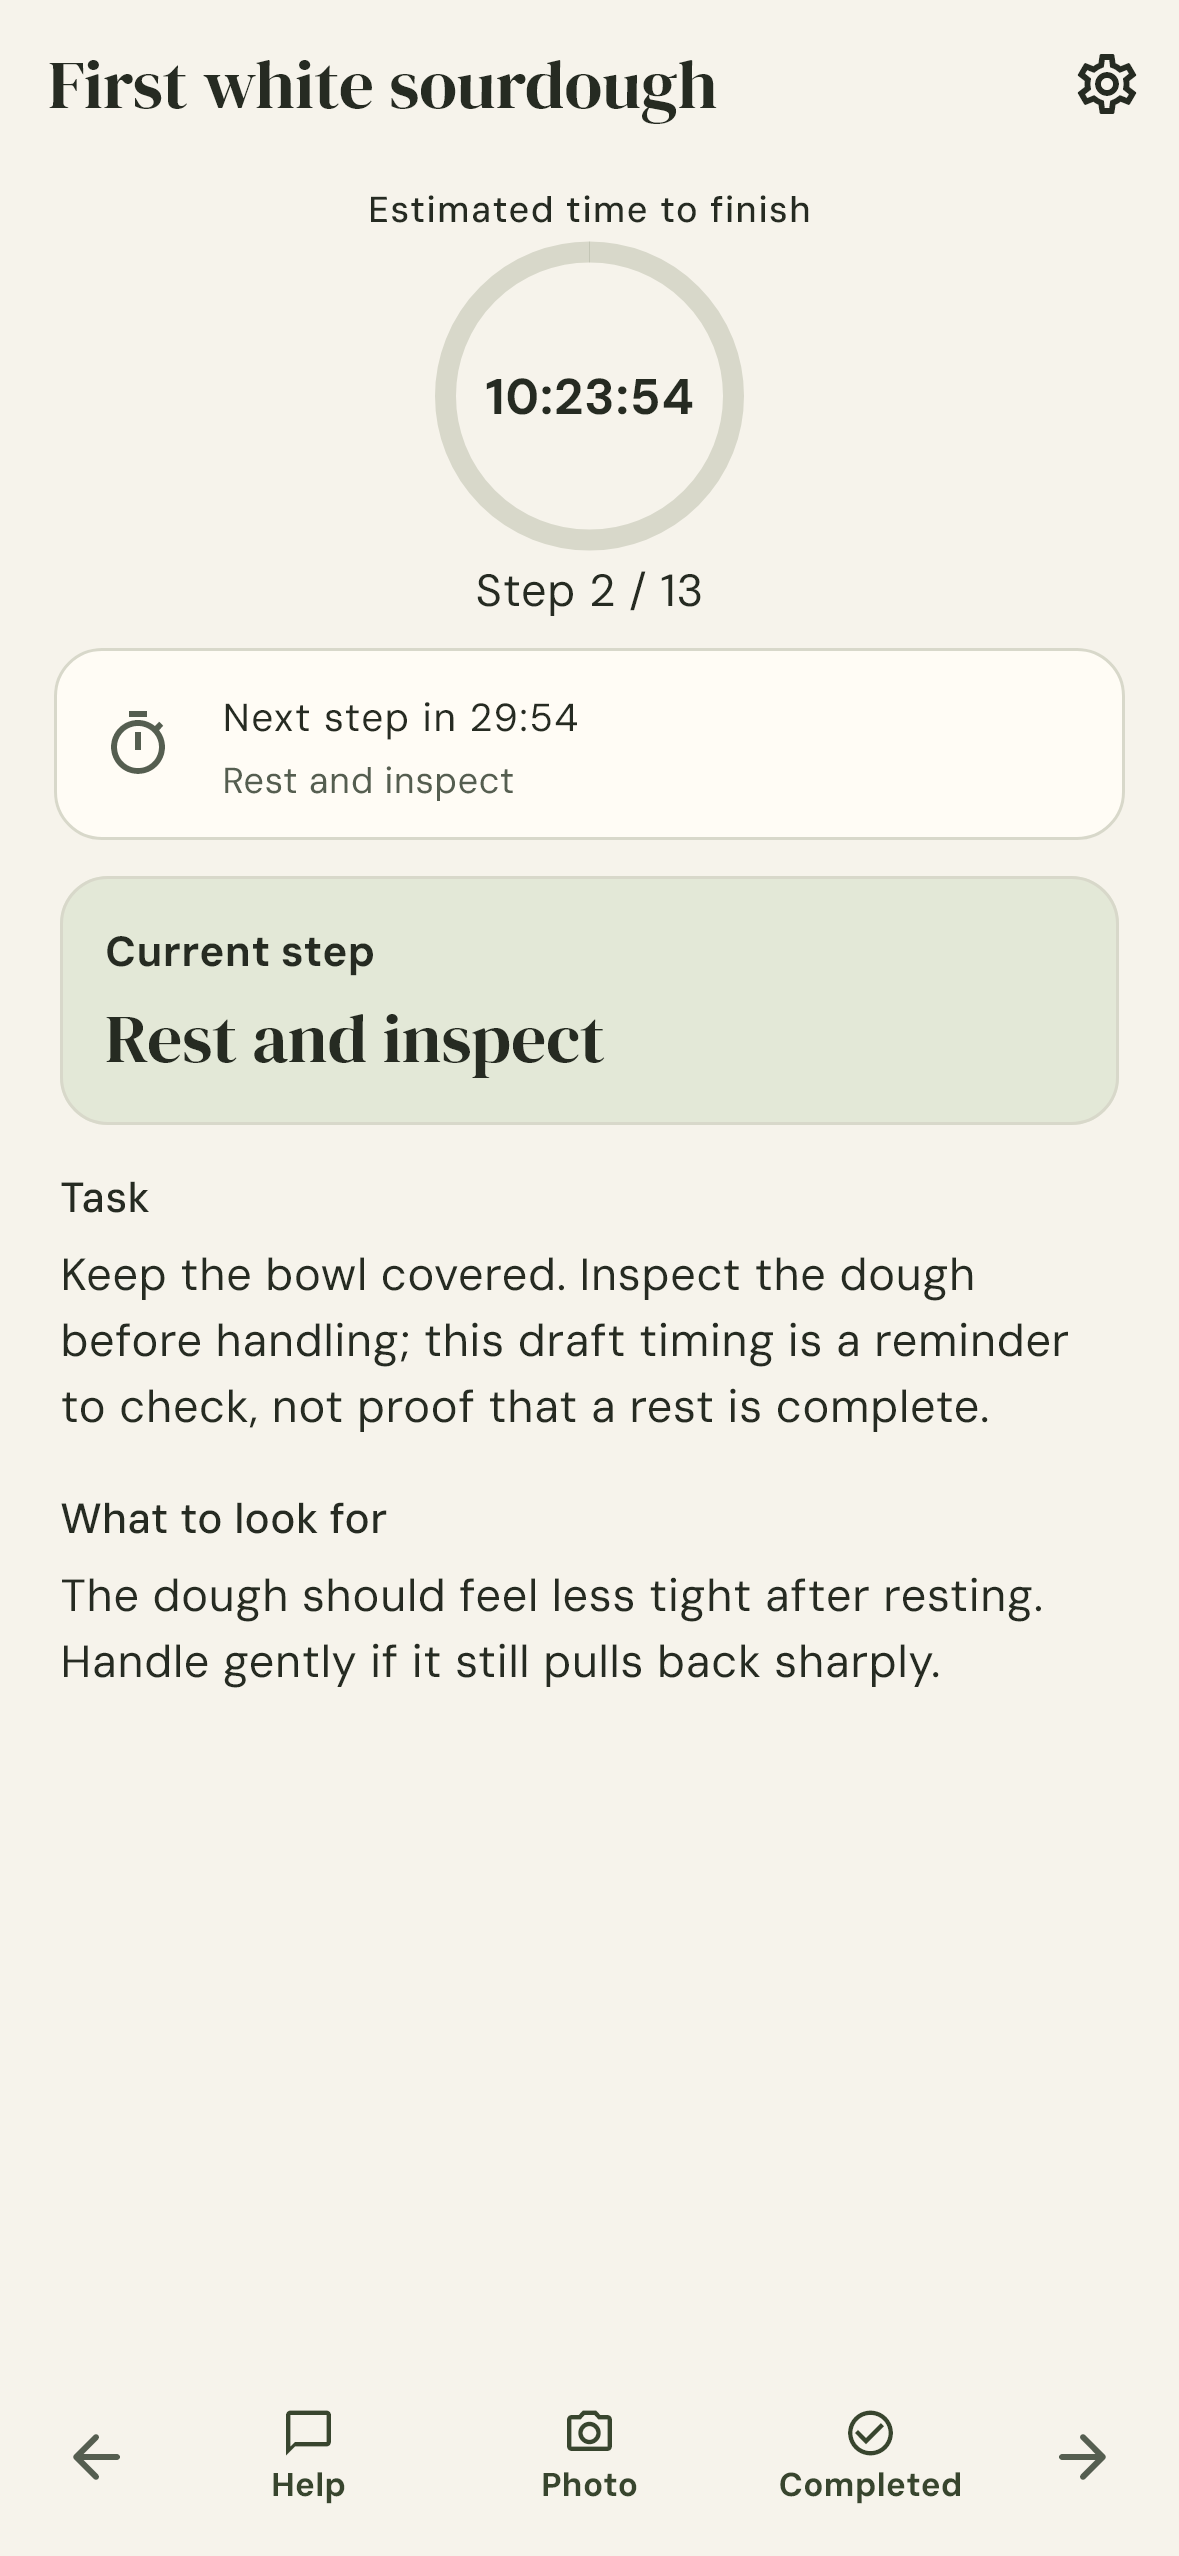 First white sourdough
Estimated time to finish
10:23:54
Step 2 / 13
Next step in 29:54
Rest and inspect
Current step
Rest and inspect
Task
Keep the bowl covered. Inspect the dough
before handling; this draft timing is a reminder
to check, not proof that a rest is complete.
What to look for
The dough should feel less tight after resting.
Handle gently if it still pulls back sharply.
Help
Photo
Completed